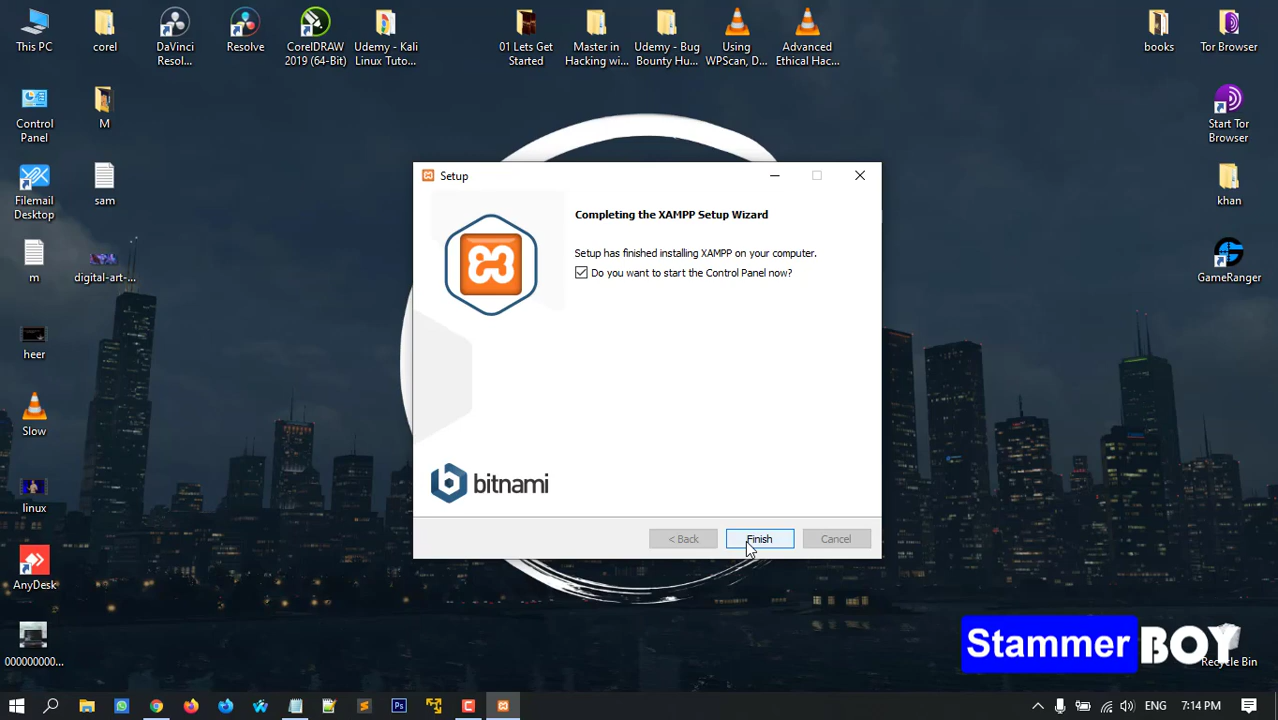 This PC
corel
DaVinci
Resol...
Resolve
CorelDRAW
2019 (64-Bit)
Udemy - Kali
Linux Tuto...
01 Lets Get
Started
Master in
Hacking wi...
Udemy - Bug
Bounty Hu...
Using
WPScan, D...
Advanced
Ethical Hac...
books
Tor Browser
Control
Panel
M
Start Tor
Browser
Filemail
Desktop
sam
khan
m
digital-art-...
GameRanger
heer
Slow
linux
AnyDesk
000000000...
Recycle Bin
Setup
Completing the XAMPP Setup Wizard
Setup has finished installing XAMPP on your computer.
Do you want to start the Control Panel now?
bitnami
< Back
Finish
Cancel
Stammer BOY
ENG
7:14 PM